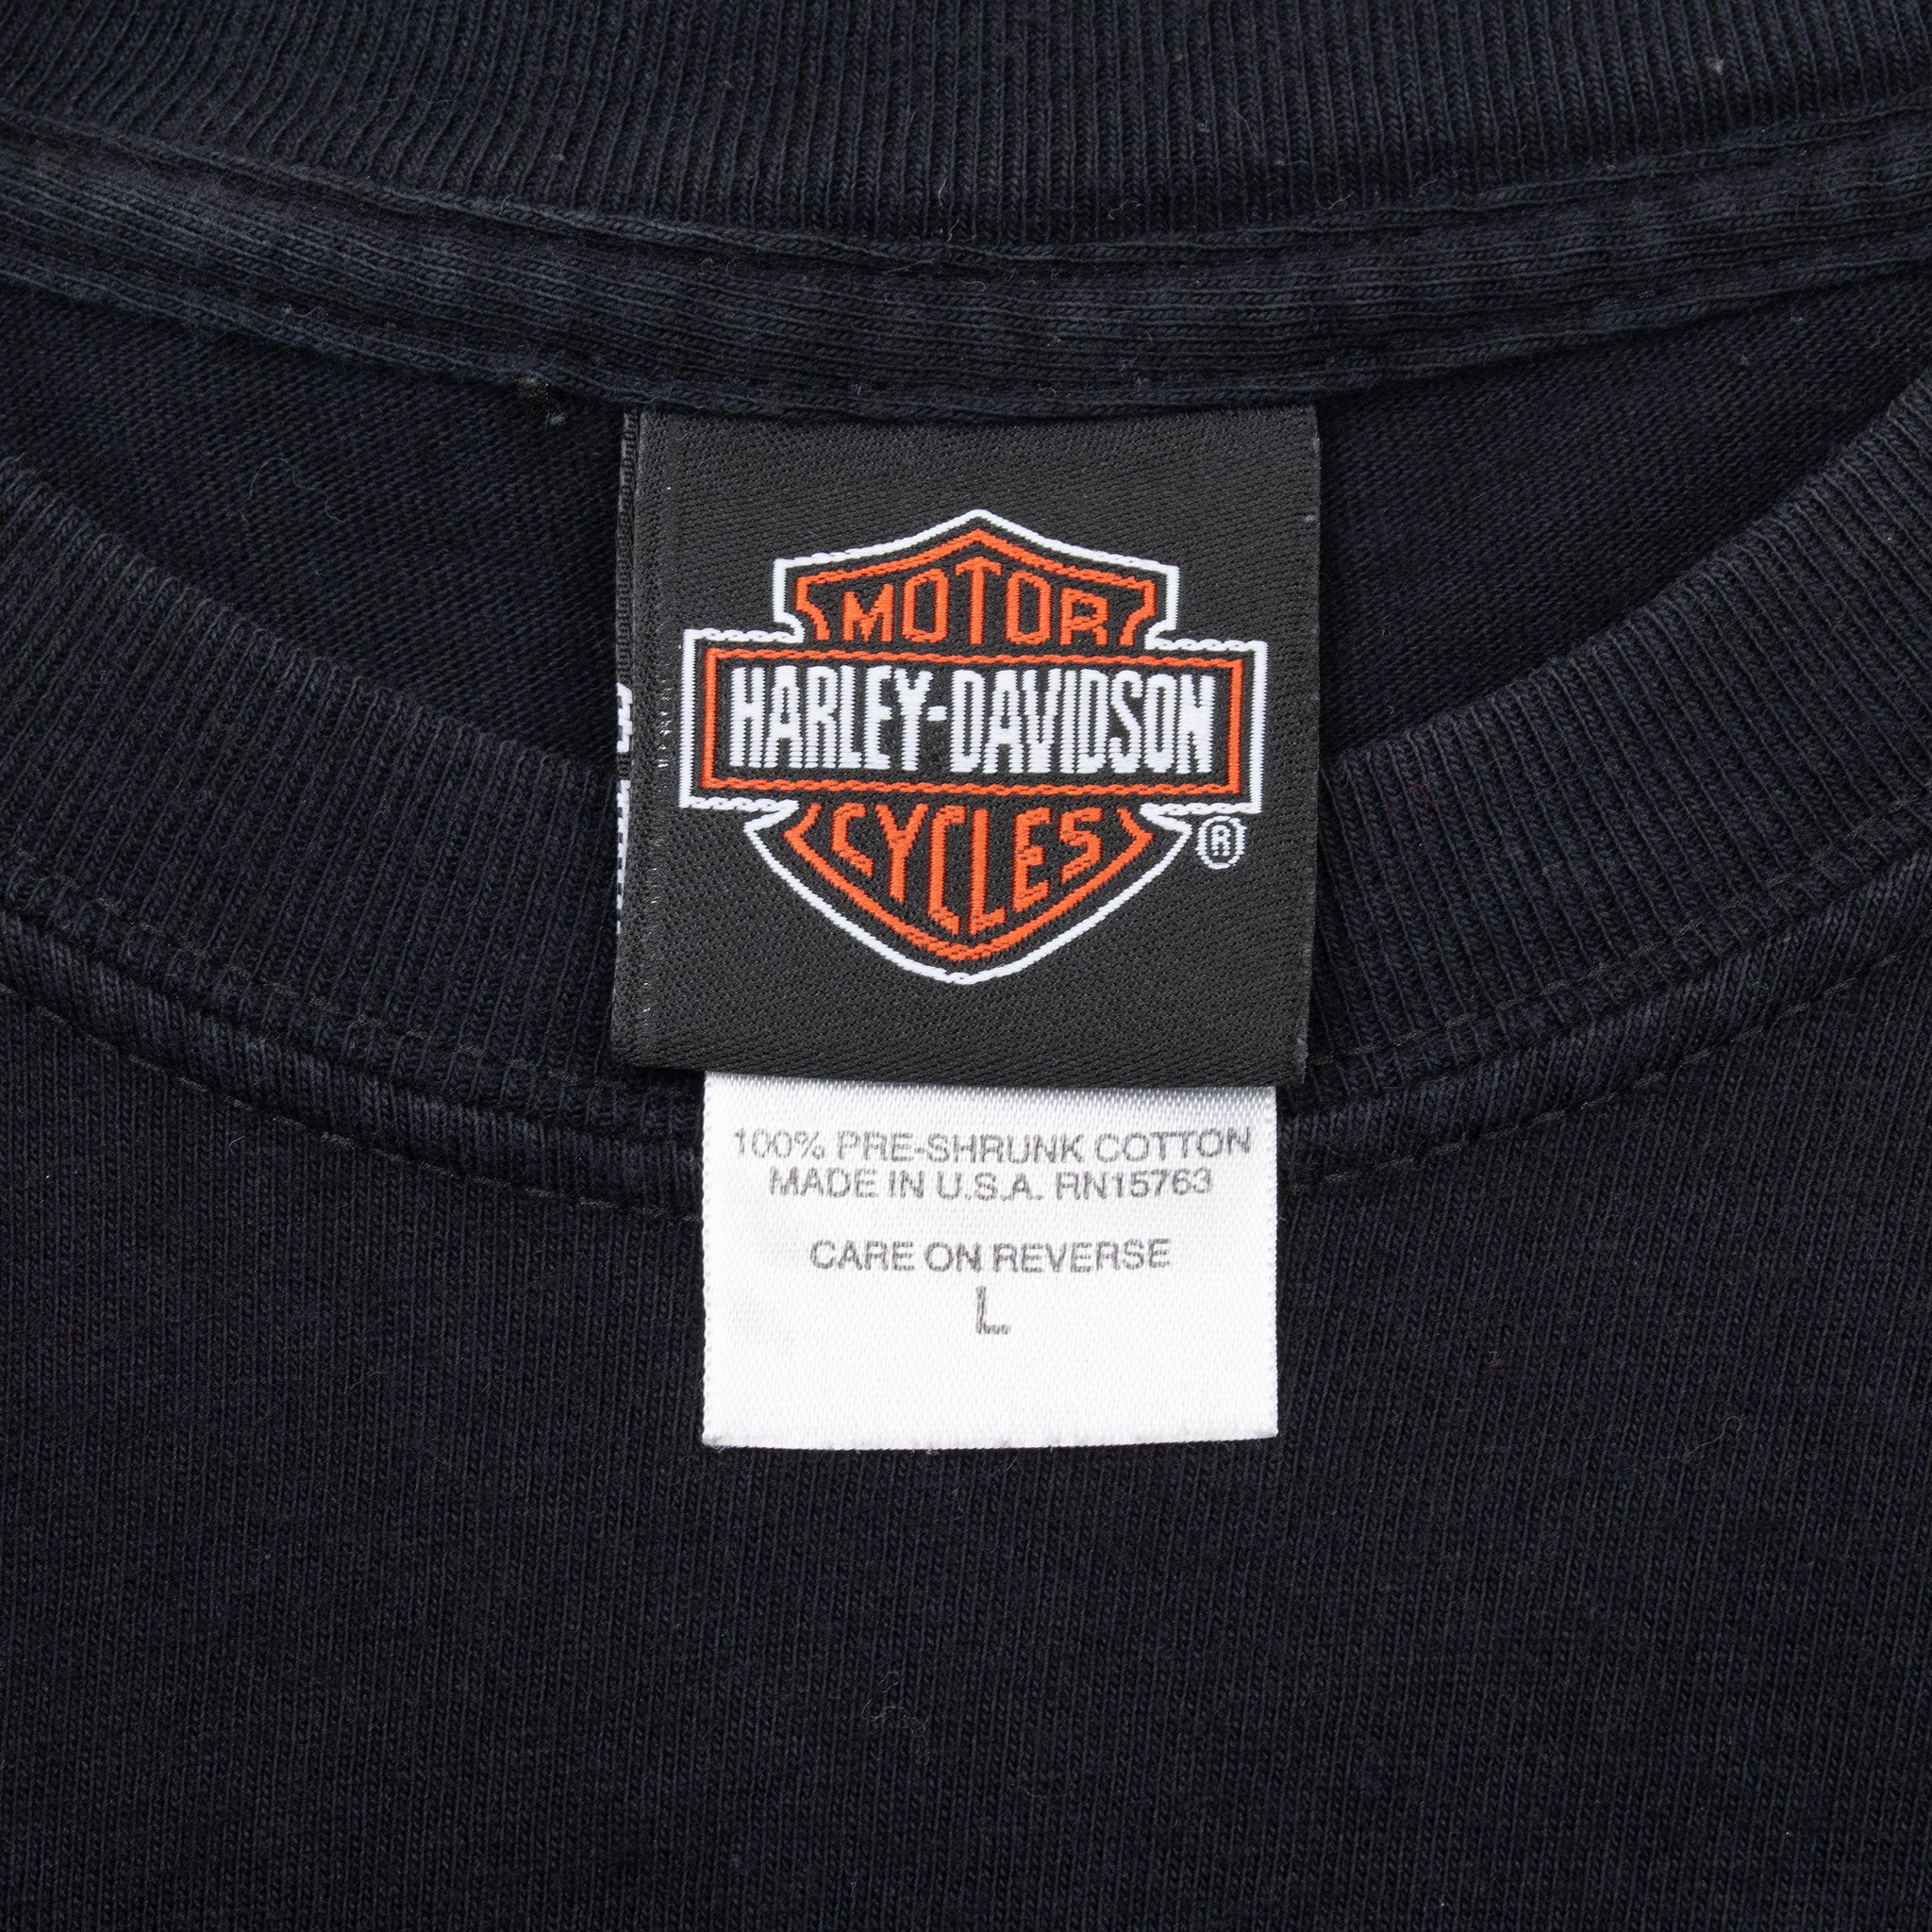 MOTOR
HARLEY-DAVIDSON
CYCLES
®
100% PRE-SHRUNK COTTON
MADE IN U.S.A. RN15763
CARE ON REVERSE
L